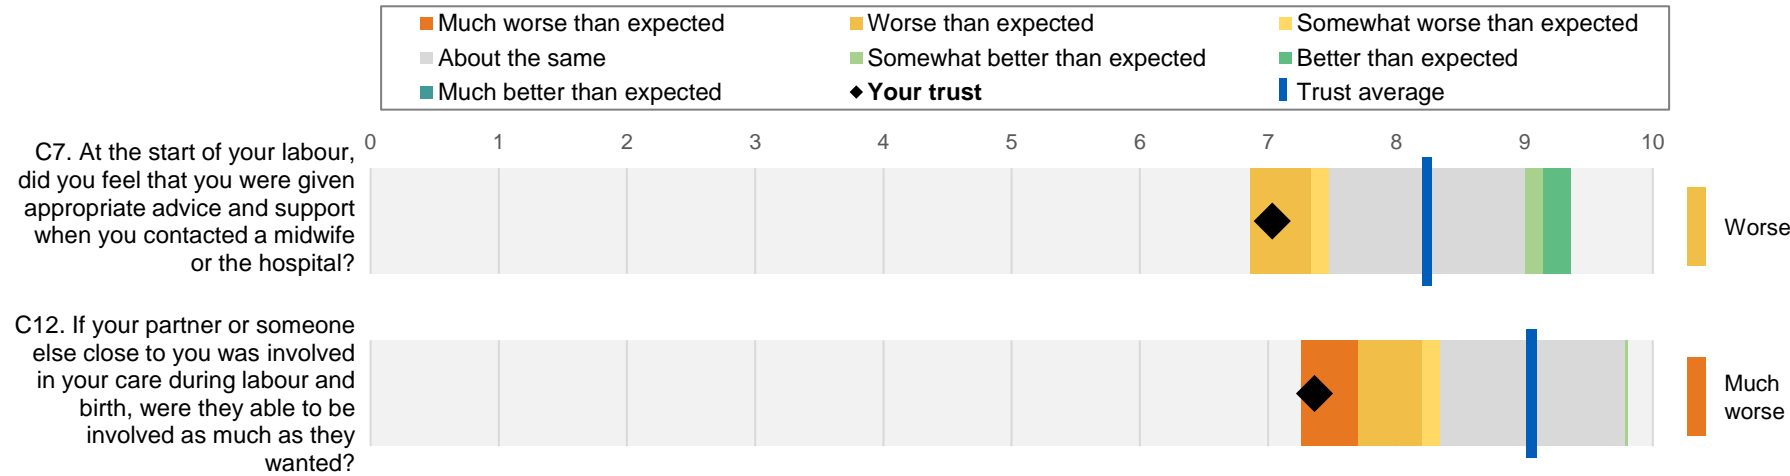 Much worse than expected
Worse than expected
Somewhat worse than expected
About the same
Somewhat better than expected
Better than expected
Much better than expected
Your trust
Trust average
0 1 2 3 4 5 6 7 8 9 10
C7. At the start of your labour,
did you feel that you were given
appropriate advice and support
when you contacted a midwife
or the hospital?
Worse
C12. If your partner or someone
else close to you was involved
in your care during labour and
birth, were they able to be
involved as much as they
wanted?
Much
worse